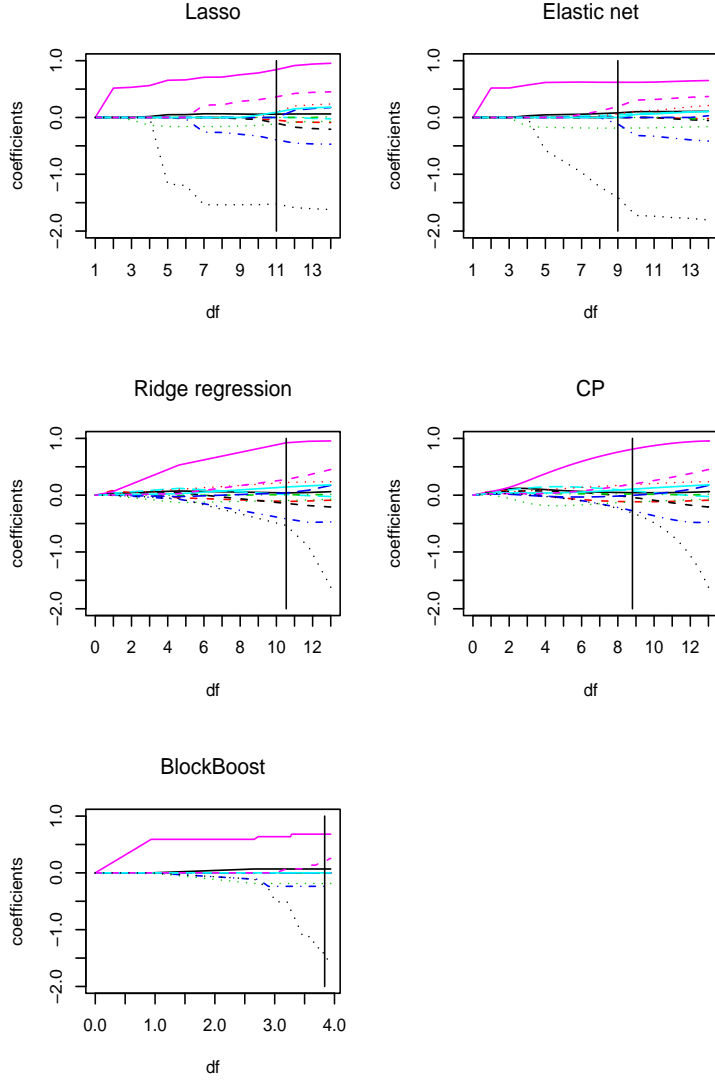 Lasso
coefficients
−2.0 −1.0 0.0 1.0
1 3 5 7 9 11 13
df
Elastic net
coefficients
−2.0 −1.0 0.0 1.0
1 3 5 7 9 11 13
df
Ridge regression
coefficients
−2.0 −1.0 0.0 1.0
0 2 4 6 8 10 12
df
CP
coefficients
−2.0 −1.0 0.0 1.0
0 2 4 6 8 10 12
df
BlockBoost
coefficients
−2.0 −1.0 0.0 1.0
0.0 1.0 2.0 3.0 4.0
df